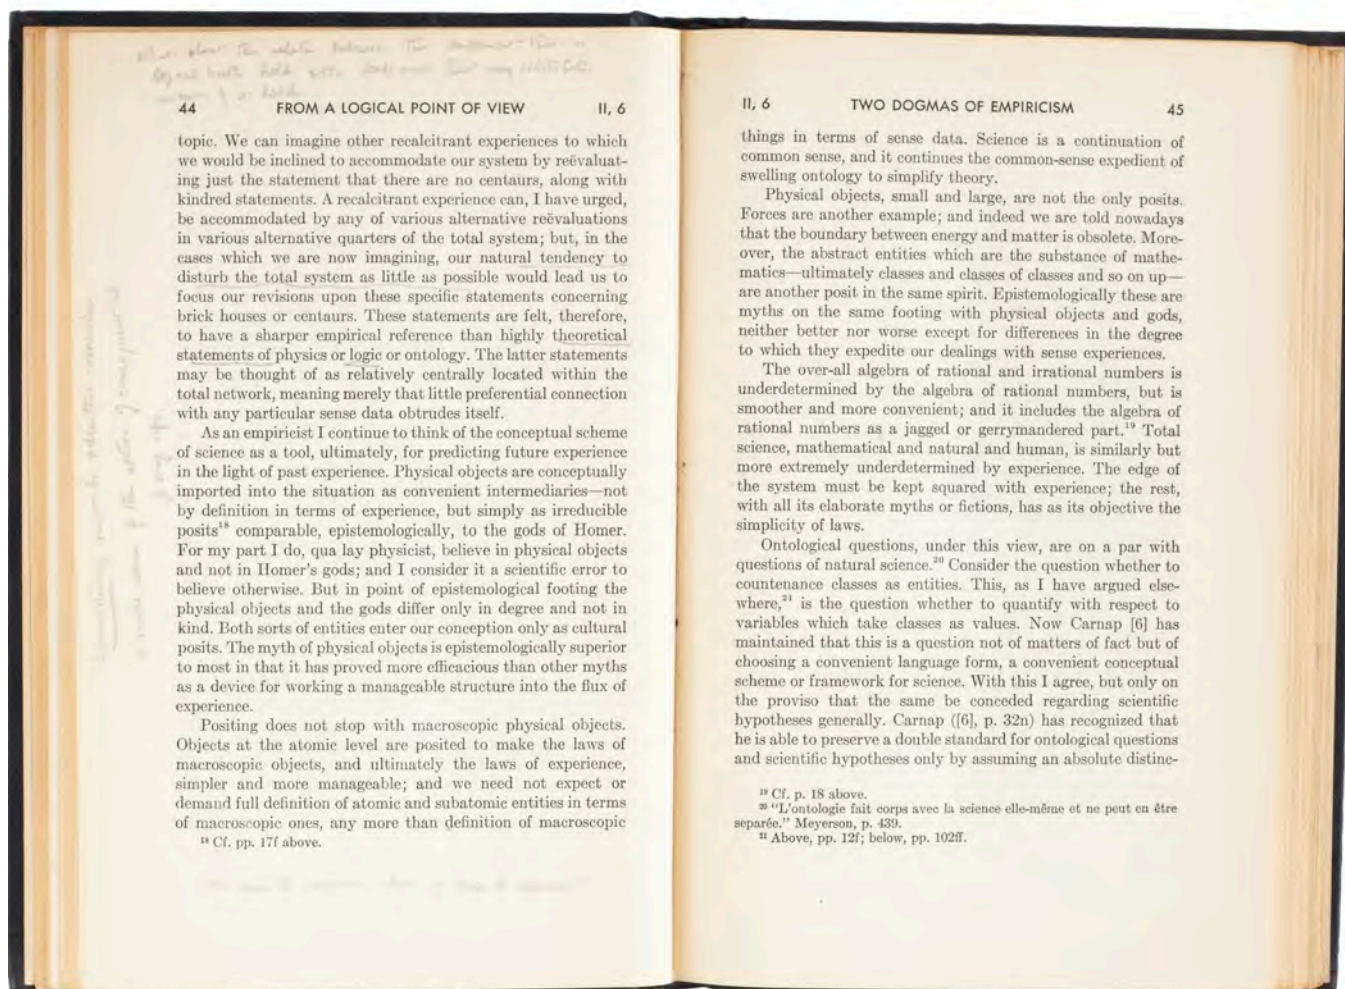 44 FROM A LOGICAL POINT OF VIEW II, 6
topic. We can imagine other recalcitrant experiences to which
we would be inclined to accommodate our system by reëvaluat-
ing just the statement that there are no centaurs, along with
kindred statements. A recalcitrant experience can, I have urged,
be accommodated by any of various alternative reëvaluations
in various alternative quarters of the total system; but, in the
cases which we are now imagining, our natural tendency to
disturb the total system as little as possible would lead us to
focus our revisions upon these specific statements concerning
brick houses or centaurs. These statements are felt, therefore,
to have a sharper empirical reference than highly theoretical
statements of physics or logic or ontology. The latter statements
may be thought of as relatively centrally located within the
total network, meaning merely that little preferential connection
with any particular sense data obtrudes itself.
As an empiricist I continue to think of the conceptual scheme
of science as a tool, ultimately, for predicting future experience
in the light of past experience. Physical objects are conceptually
imported into the situation as convenient intermediaries—not
by definition in terms of experience, but simply as irreducible
posits¹⁸ comparable, epistemologically, to the gods of Homer.
For my part I do, qua lay physicist, believe in physical objects
and not in Homer's gods; and I consider it a scientific error to
believe otherwise. But in point of epistemological footing the
physical objects and the gods differ only in degree and not in
kind. Both sorts of entities enter our conception only as cultural
posits. The myth of physical objects is epistemologically superior
to most in that it has proved more efficacious than other myths
as a device for working a manageable structure into the flux of
experience.
Positing does not stop with macroscopic physical objects.
Objects at the atomic level are posited to make the laws of
macroscopic objects, and ultimately the laws of experience,
simpler and more manageable; and we need not expect or
demand full definition of atomic and subatomic entities in terms
of macroscopic ones, any more than definition of macroscopic
¹⁸ Cf. pp. 17f above.
II, 6 TWO DOGMAS OF EMPIRICISM 45
things in terms of sense data. Science is a continuation of
common sense, and it continues the common-sense expedient of
swelling ontology to simplify theory.
Physical objects, small and large, are not the only posits.
Forces are another example; and indeed we are told nowadays
that the boundary between energy and matter is obsolete. More-
over, the abstract entities which are the substance of mathe-
matics—ultimately classes and classes of classes and so on up—
are another posit in the same spirit. Epistemologically these are
myths on the same footing with physical objects and gods,
neither better nor worse except for differences in the degree
to which they expedite our dealings with sense experiences.
The over-all algebra of rational and irrational numbers is
underdetermined by the algebra of rational numbers, but is
smoother and more convenient; and it includes the algebra of
rational numbers as a jagged or gerrymandered part.¹⁹ Total
science, mathematical and natural and human, is similarly but
more extremely underdetermined by experience. The edge of
the system must be kept squared with experience; the rest,
with all its elaborate myths or fictions, has as its objective the
simplicity of laws.
Ontological questions, under this view, are on a par with
questions of natural science.²⁰ Consider the question whether to
countenance classes as entities. This, as I have argued else-
where,²¹ is the question whether to quantify with respect to
variables which take classes as values. Now Carnap [6] has
maintained that this is a question not of matters of fact but of
choosing a convenient language form, a convenient conceptual
scheme or framework for science. With this I agree, but only on
the proviso that the same be conceded regarding scientific
hypotheses generally. Carnap ([6], p. 32n) has recognized that
he is able to preserve a double standard for ontological questions
and scientific hypotheses only by assuming an absolute distinc-
¹⁹ Cf. p. 18 above.
²⁰ "L'ontologie fait corps avec la science elle-même et ne peut en être
separée." Meyerson, p. 439.
²¹ Above, pp. 12f; below, pp. 102ff.